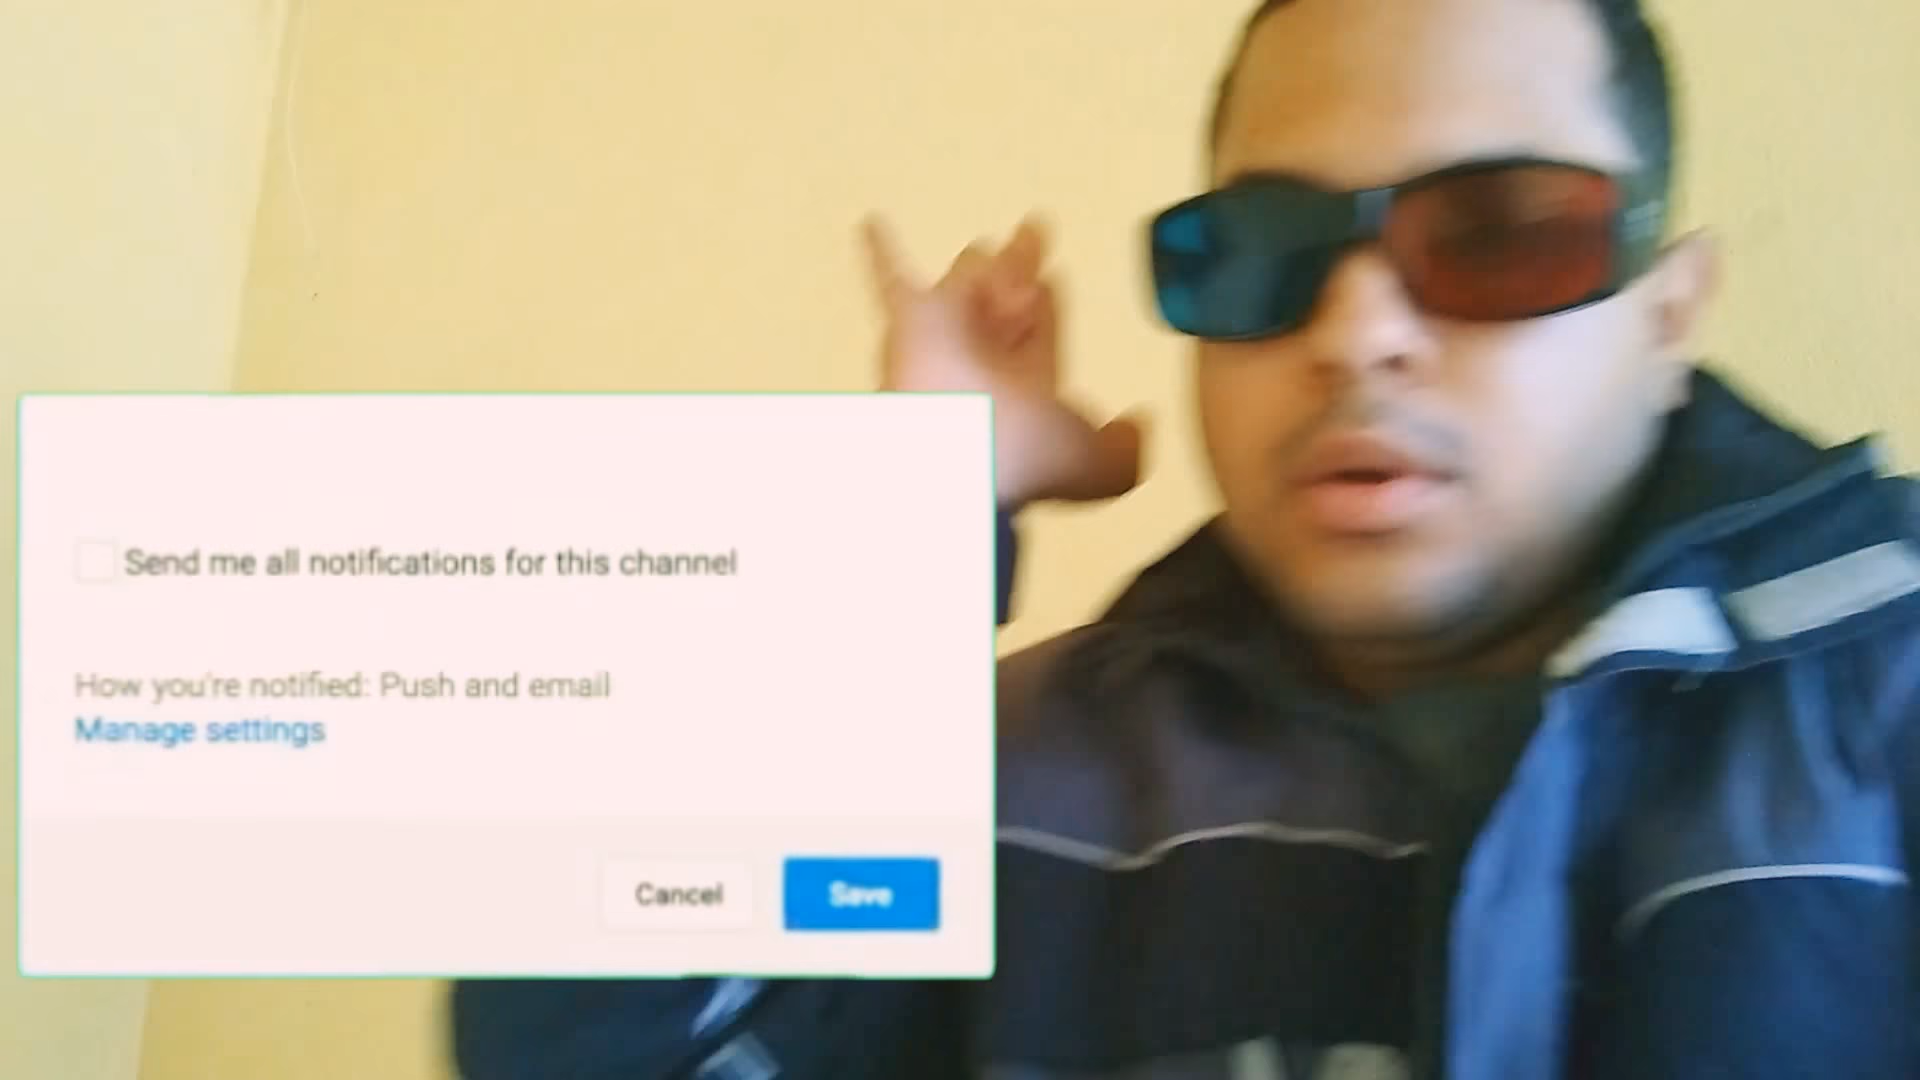 Send me all notifications for this channel
How you're notified: Push and email
Manage settings
Cancel
Save